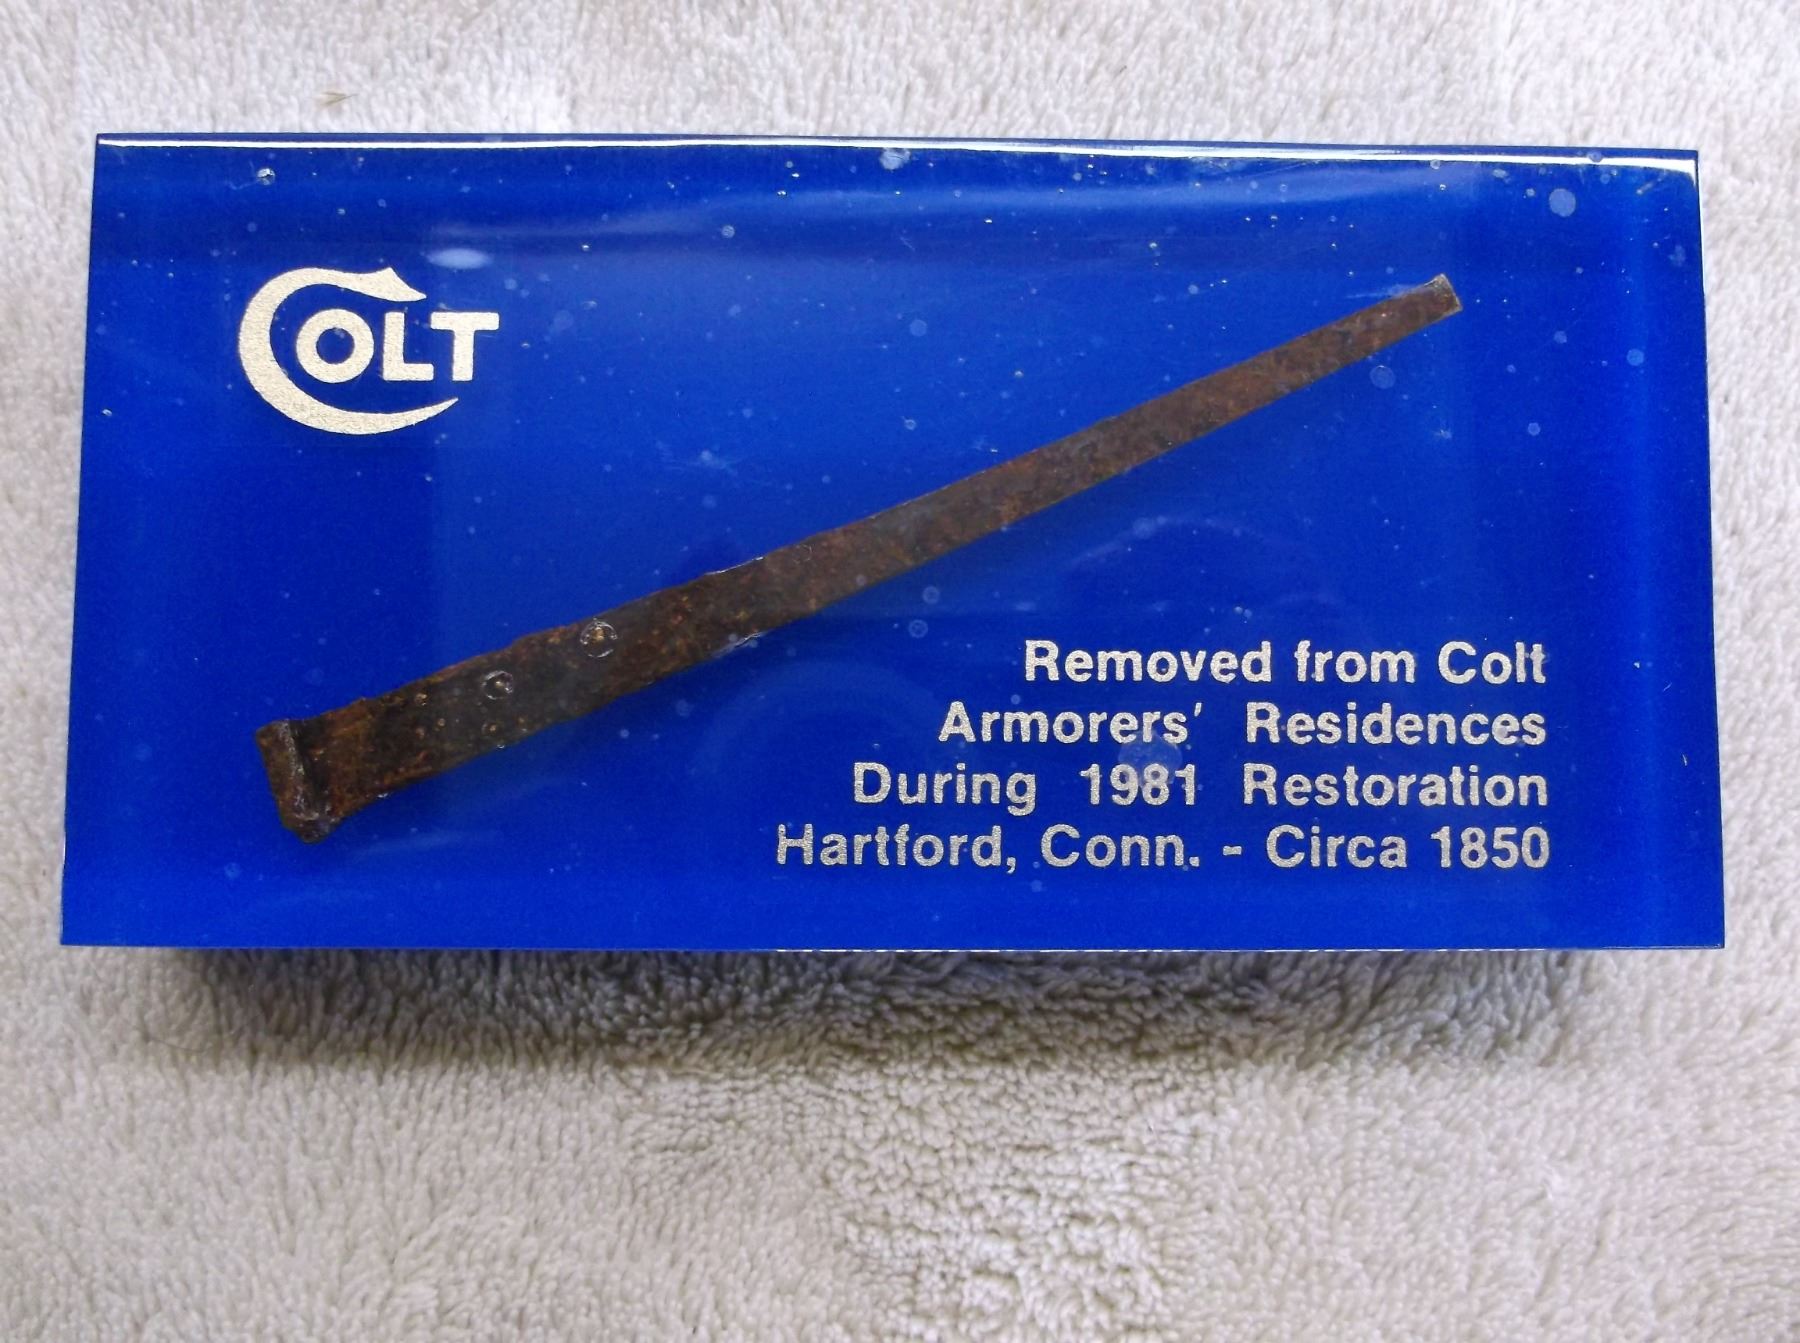 COLT
Removed from Colt
Armorers' Residences
During 1981 Restoration
Hartford, Conn. - Circa 1850